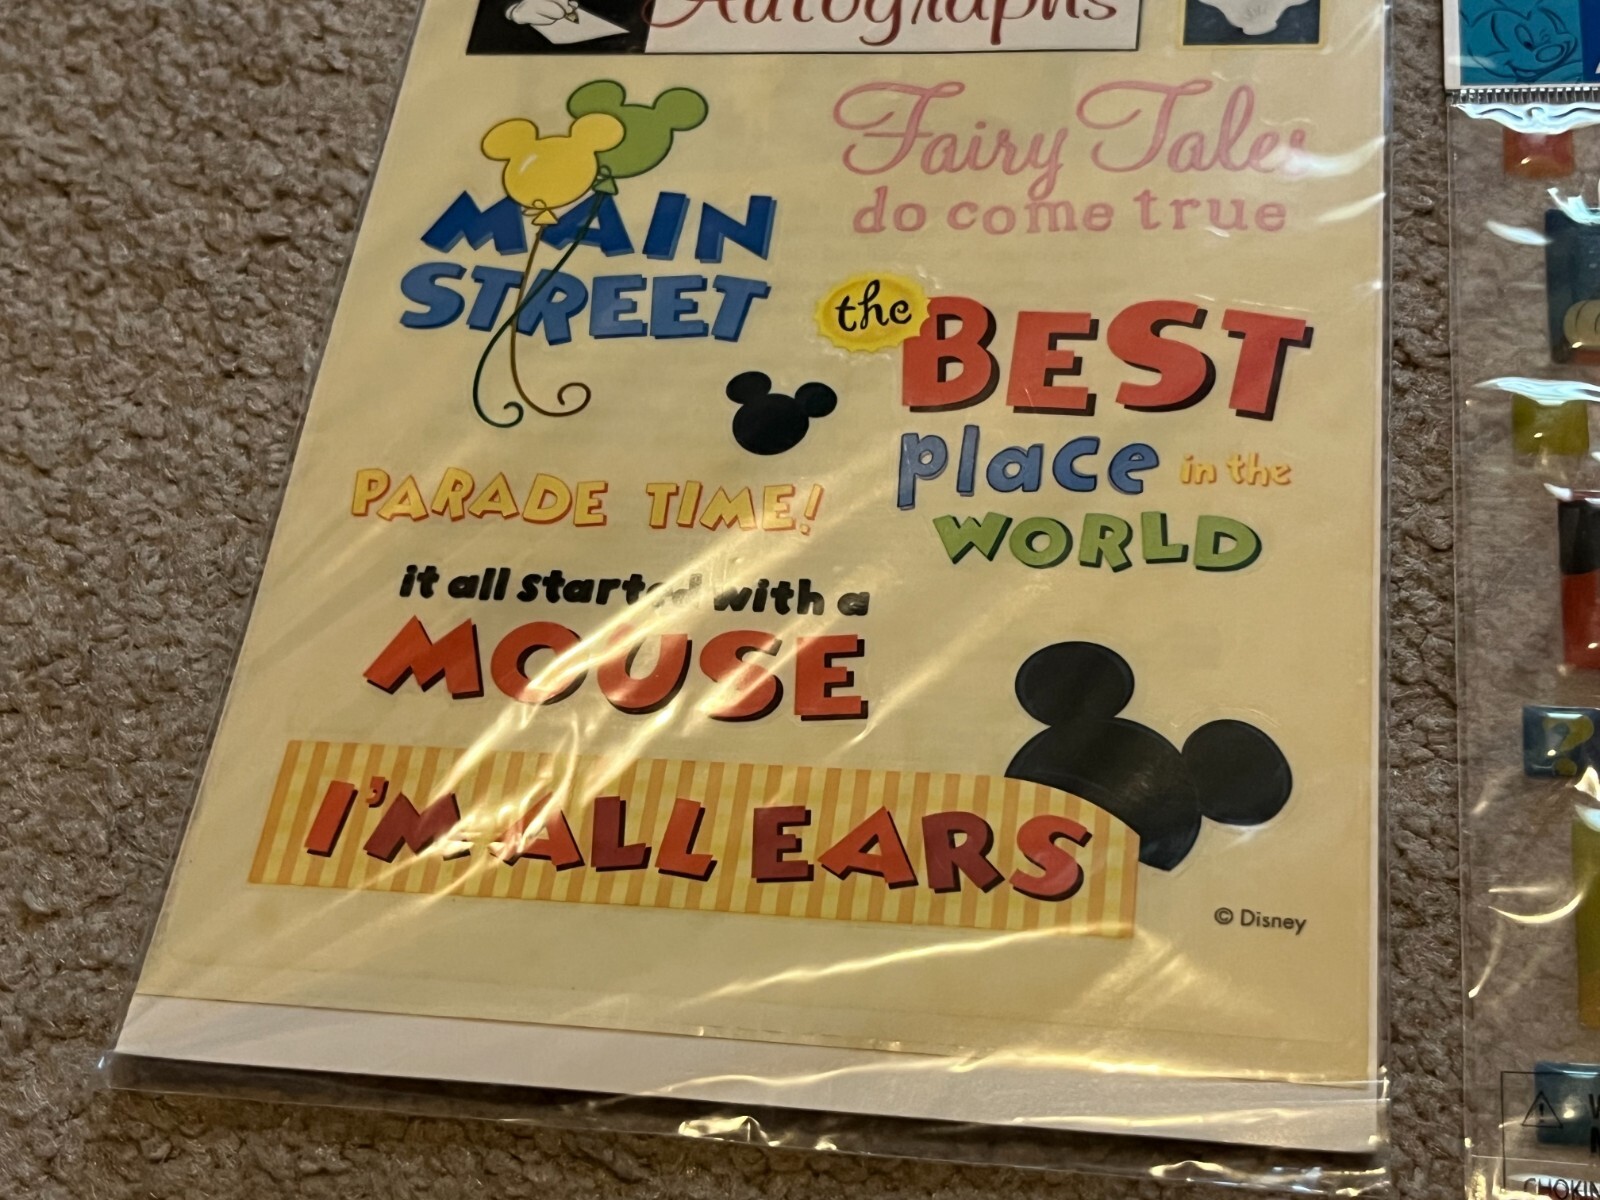 Autographs
Fairy Tales
do come true
MAIN
STREET
the
BEST
place in the
WORLD
PARADE TIME!
it all started with a
MOUSE
I'M ALL EARS
© Disney
?